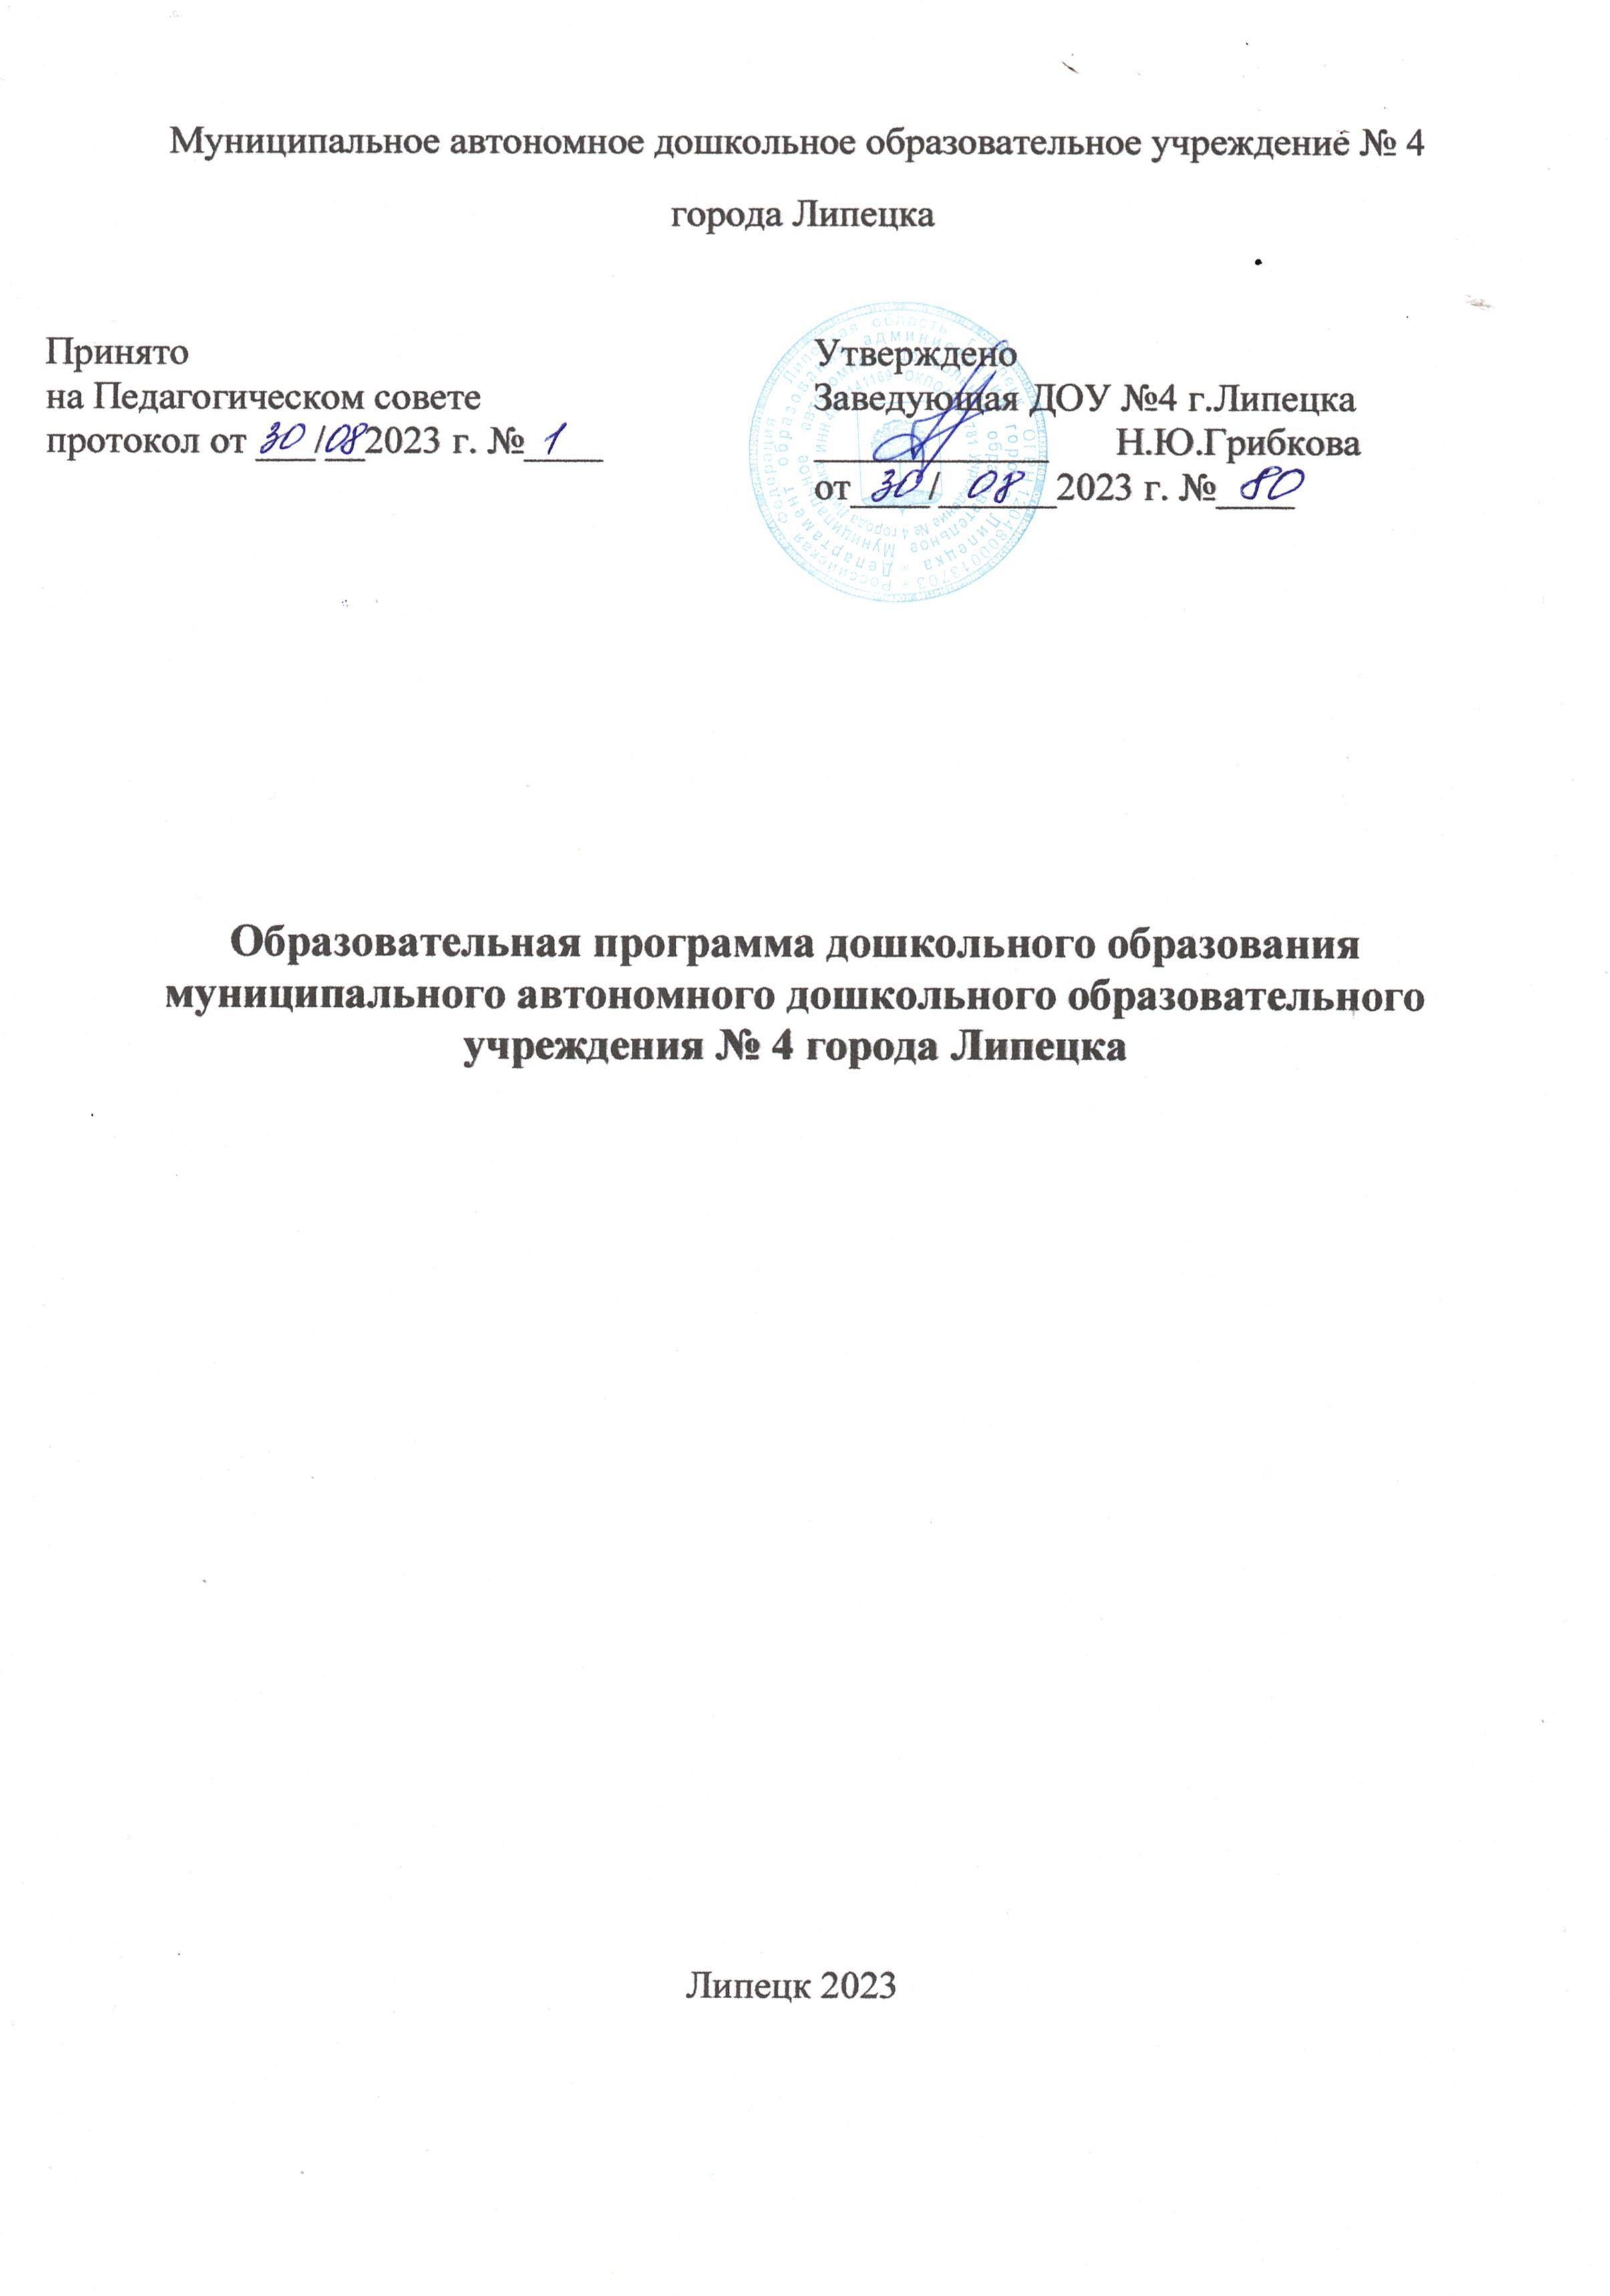 Муниципальное автономное дошкольное образовательное учреждение № 4
города Липецка
Принято
на Педагогическом совете
протокол от 30/08 2023 г. № 1
Утверждено
Заведующая ДОУ №4 г.Липецка
Н.Ю.Грибкова
от 30 / 08 2023 г. № 80
Образовательная программа дошкольного образования
муниципального автономного дошкольного образовательного
учреждения № 4 города Липецка
Липецк 2023